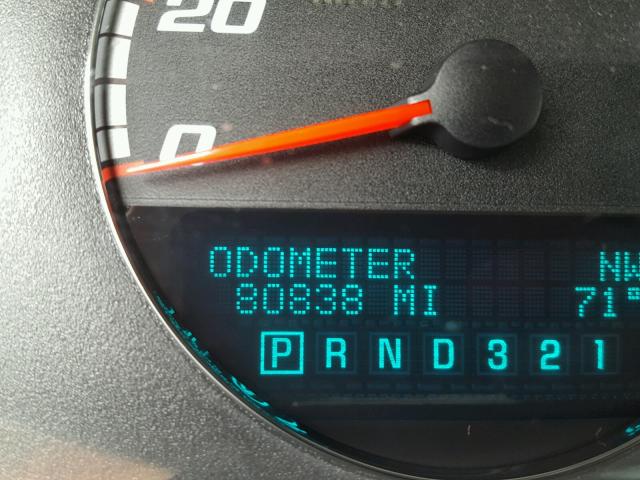 20
0
ODOMETER NW
80838 MI 71°
P R N D 3 2 1